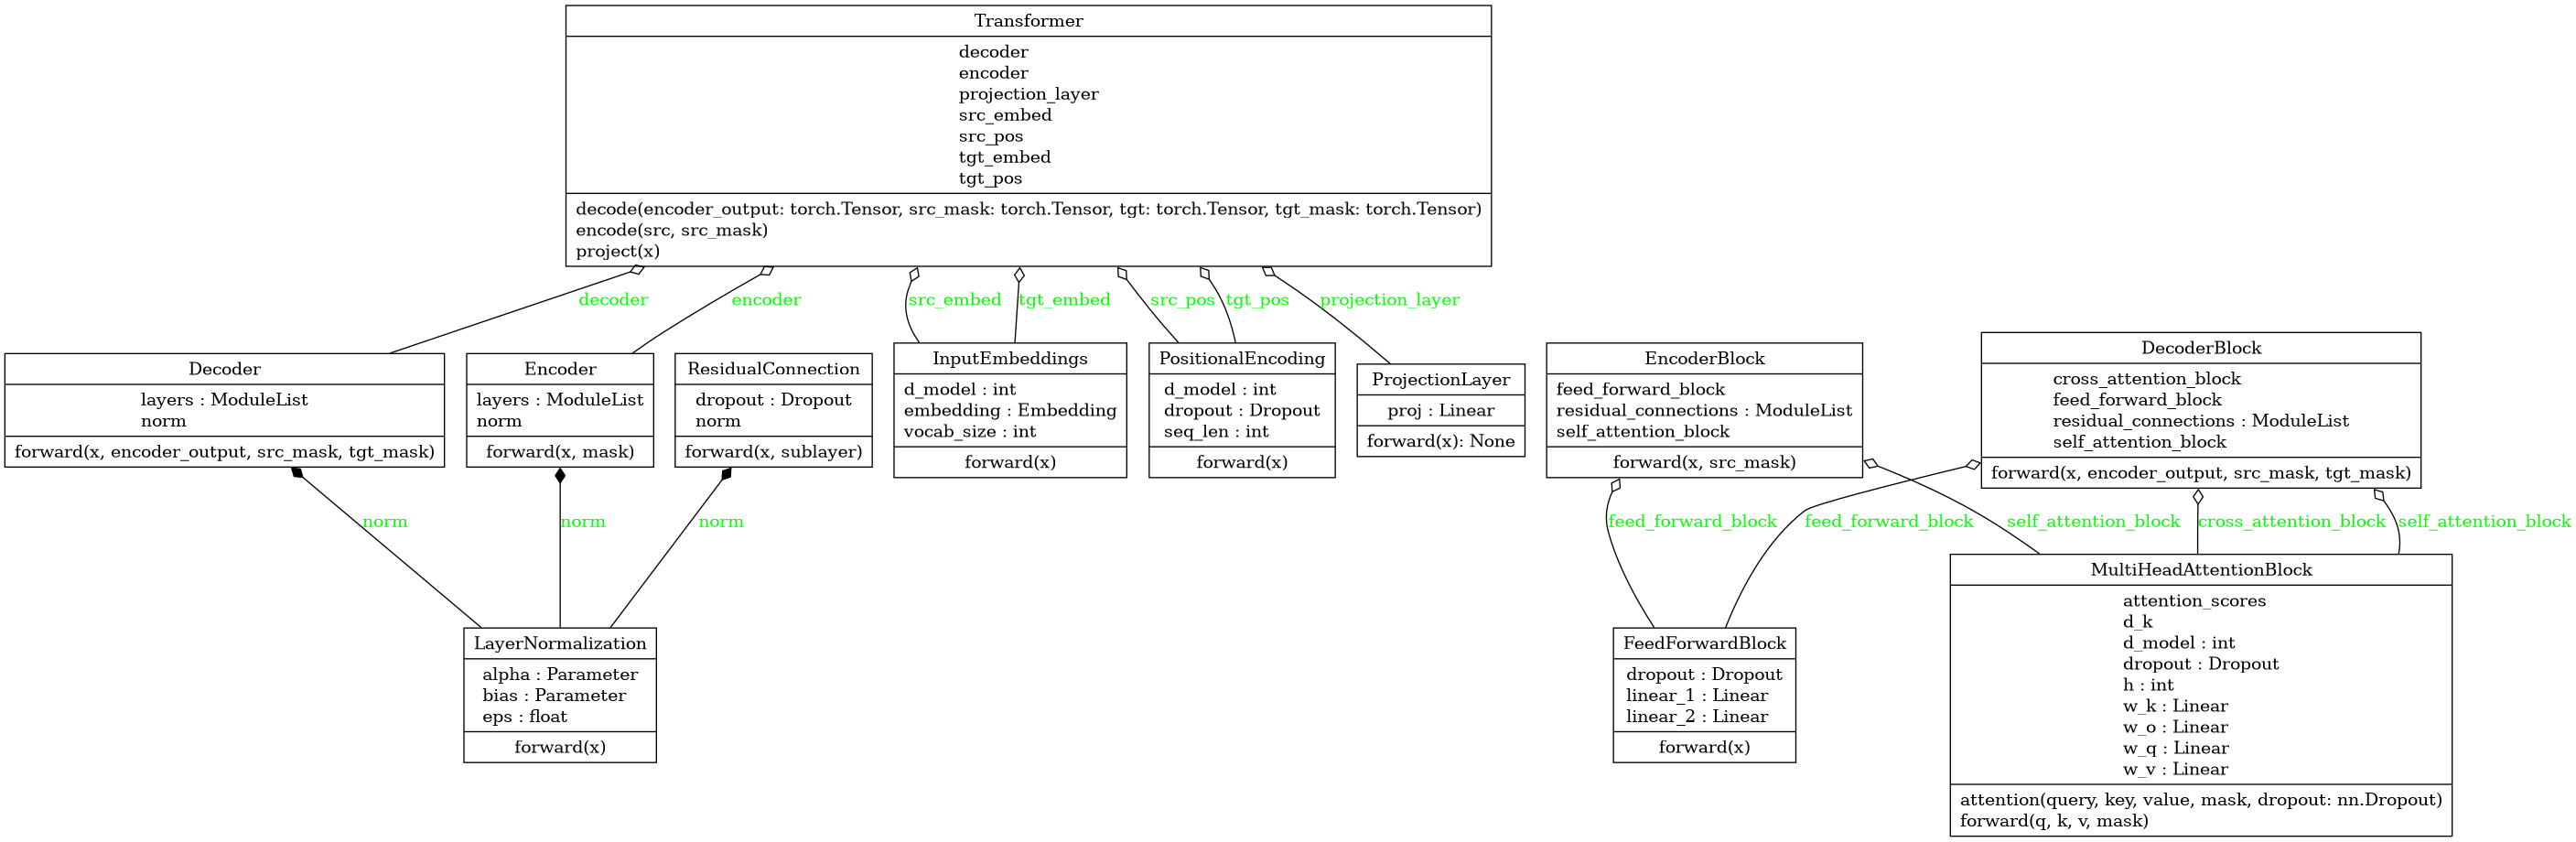 Transformer
decoder
encoder
projection_layer
src_embed
src_pos
tgt_embed
tgt_pos
decode(encoder_output: torch.Tensor, src_mask: torch.Tensor, tgt: torch.Tensor, tgt_mask: torch.Tensor)
encode(src, src_mask)
project(x)
decoder
encoder
src_embed
tgt_embed
src_pos
tgt_pos
projection_layer
Decoder
layers : ModuleList
norm
forward(x, encoder_output, src_mask, tgt_mask)
Encoder
layers : ModuleList
norm
forward(x, mask)
ResidualConnection
dropout : Dropout
norm
forward(x, sublayer)
InputEmbeddings
d_model : int
embedding : Embedding
vocab_size : int
forward(x)
PositionalEncoding
d_model : int
dropout : Dropout
seq_len : int
forward(x)
ProjectionLayer
proj : Linear
forward(x): None
EncoderBlock
feed_forward_block
residual_connections : ModuleList
self_attention_block
forward(x, src_mask)
DecoderBlock
cross_attention_block
feed_forward_block
residual_connections : ModuleList
self_attention_block
forward(x, encoder_output, src_mask, tgt_mask)
norm
norm
norm
feed_forward_block
feed_forward_block
self_attention_block
cross_attention_block
self_attention_block
LayerNormalization
alpha : Parameter
bias : Parameter
eps : float
forward(x)
FeedForwardBlock
dropout : Dropout
linear_1 : Linear
linear_2 : Linear
forward(x)
MultiHeadAttentionBlock
attention_scores
d_k
d_model : int
dropout : Dropout
h : int
w_k : Linear
w_o : Linear
w_q : Linear
w_v : Linear
attention(query, key, value, mask, dropout: nn.Dropout)
forward(q, k, v, mask)